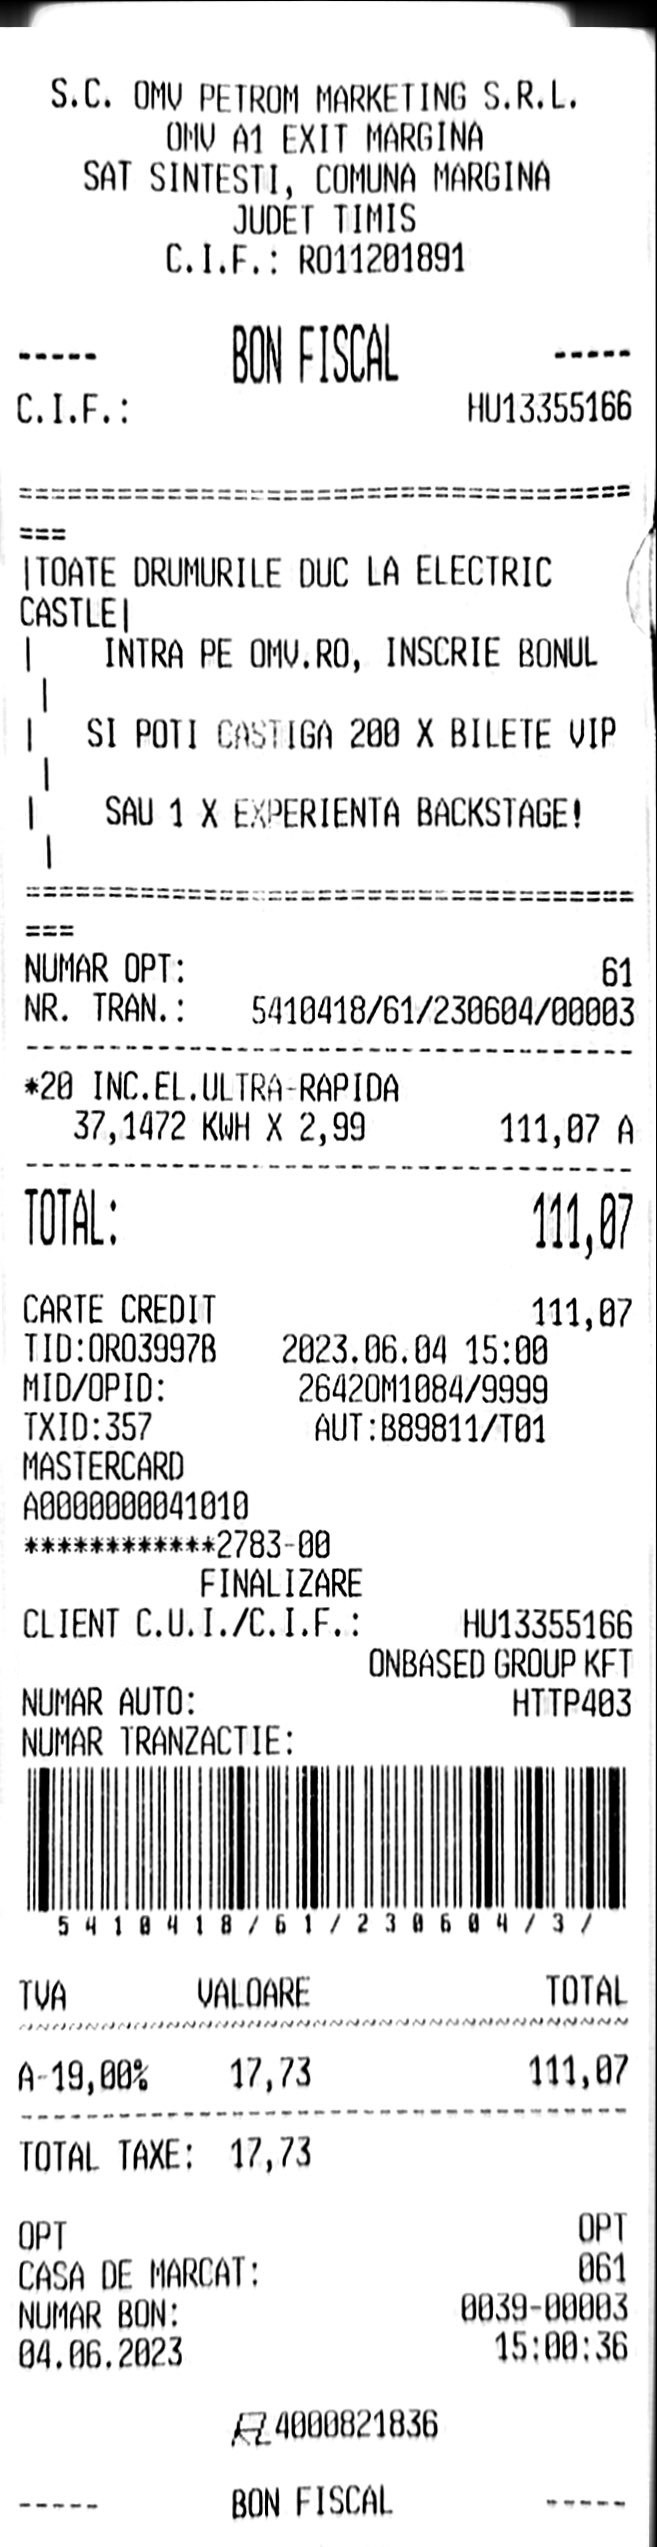 S.C. OMV PETROM MARKETING S.R.L.
OMV A1 EXIT MARGINA
SAT SINTESTI, COMUNA MARGINA
JUDET TIMIS
C.I.F.: RO11201891
----- BON FISCAL -----
C.I.F.: HU13355166
=====================================
===
|TOATE DRUMURILE DUC LA ELECTRIC
CASTLE|
| INTRA PE OMV.RO, INSCRIE BONUL
|
| SI POTI CASTIGA 200 X BILETE VIP
|
| SAU 1 X EXPERIENTA BACKSTAGE!
|
=====================================
===
NUMAR OPT: 61
NR. TRAN.: 5410418/61/230604/00003
-------------------------------------
*20 INC.EL.ULTRA-RAPIDA
37,1472 KWH X 2,99 111,07 A
-------------------------------------
TOTAL: 111,07
CARTE CREDIT 111,07
TID:ORO3997B 2023.06.04 15:00
MID/OPID: 26420M1084/9999
TXID:357 AUT:B89811/T01
MASTERCARD
A0000000041010
************2783-00
FINALIZARE
CLIENT C.U.I./C.I.F.: HU13355166
ONBASED GROUP KFT
NUMAR AUTO: HTTP403
NUMAR TRANZACTIE:
5410418/61/230604/3/
TVA VALOARE TOTAL
~~~~~~~~~~~~~~~~~~~~~~~~~~~~~~~~~~~~~
A-19,00% 17,73 111,07
-------------------------------------
TOTAL TAXE: 17,73
OPT OPT
CASA DE MARCAT: 061
NUMAR BON: 0039-00003
04.06.2023 15:00:36
4000821836
----- BON FISCAL -----